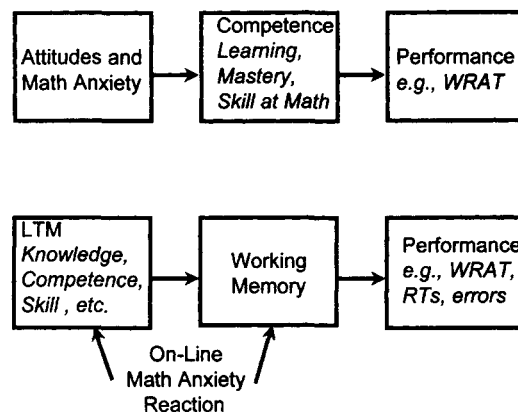 Attitudes and
Math Anxiety
Competence
Learning,
Mastery,
Skill at Math
Performance
e.g., WRAT
LTM
Knowledge,
Competence,
Skill , etc.
Working
Memory
Performance
e.g., WRAT,
RTs, errors
On-Line
Math Anxiety
Reaction